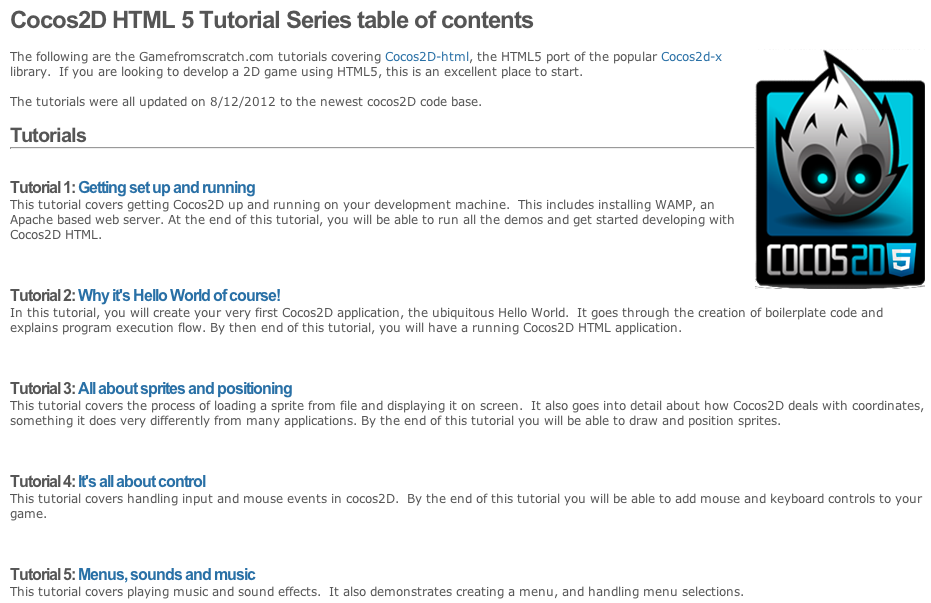 Cocos2D HTML 5 Tutorial Series table of contents
The following are the Gamefromscratch.com tutorials covering Cocos2D-html, the HTML5 port of the popular Cocos2d-x
library.  If you are looking to develop a 2D game using HTML5, this is an excellent place to start.
The tutorials were all updated on 8/12/2012 to the newest cocos2D code base.
COCOS2D 5
Tutorials
Tutorial 1: Getting set up and running
This tutorial covers getting Cocos2D up and running on your development machine.  This includes installing WAMP, an
Apache based web server. At the end of this tutorial, you will be able to run all the demos and get started developing with
Cocos2D HTML.
Tutorial 2: Why it's Hello World of course!
In this tutorial, you will create your very first Cocos2D application, the ubiquitous Hello World.  It goes through the creation of boilerplate code and
explains program execution flow. By then end of this tutorial, you will have a running Cocos2D HTML application.
Tutorial 3: All about sprites and positioning
This tutorial covers the process of loading a sprite from file and displaying it on screen.  It also goes into detail about how Cocos2D deals with coordinates,
something it does very differently from many applications. By the end of this tutorial you will be able to draw and position sprites.
Tutorial 4: It's all about control
This tutorial covers handling input and mouse events in cocos2D.  By the end of this tutorial you will be able to add mouse and keyboard controls to your
game.
Tutorial 5: Menus, sounds and music
This tutorial covers playing music and sound effects.  It also demonstrates creating a menu, and handling menu selections.